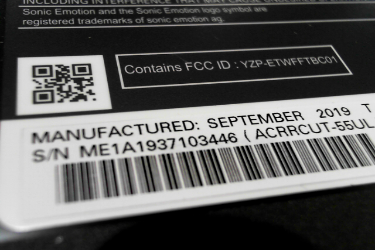 INCLUDING INTERFERENCE THAT MAY CAUSE
Sonic Emotion and the Sonic Emotion logo symbol are
registered trademarks of sonic emotion ag.
Contains FCC ID : YZP-ETWFFTBC01
MANUFACTURED: SEPTEMBER 2019 T
S/N ME1A1937103446 ( ACRRCUT-55UL